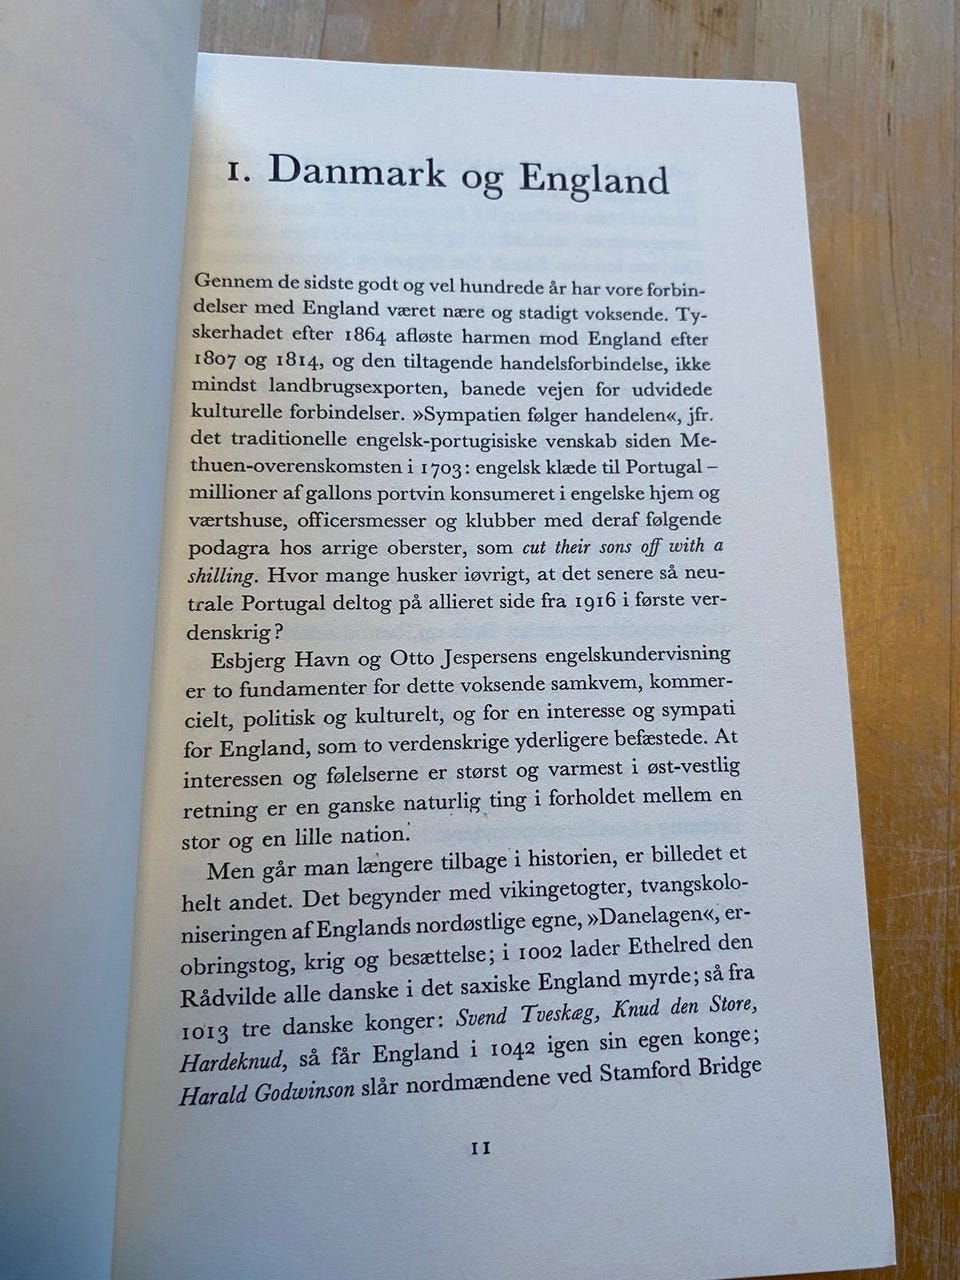 1. Danmark og England
Gennem de sidste godt og vel hundrede år har vore forbin-
delser med England været nære og stadigt voksende. Ty-
skerhadet efter 1864 afløste harmen mod England efter
1807 og 1814, og den tiltagende handelsforbindelse, ikke
mindst landbrugsexporten, banede vejen for udvidede
kulturelle forbindelser. »Sympatien følger handelen«, jfr.
det traditionelle engelsk-portugisiske venskab siden Me-
thuen-overenskomsten i 1703: engelsk klæde til Portugal –
millioner af gallons portvin konsumeret i engelske hjem og
værtshuse, officersmesser og klubber med deraf følgende
podagra hos arrige oberster, som cut their sons off with a
shilling. Hvor mange husker iøvrigt, at det senere så neu-
trale Portugal deltog på allieret side fra 1916 i første ver-
denskrig?
Esbjerg Havn og Otto Jespersens engelskundervisning
er to fundamenter for dette voksende samkvem, kommer-
cielt, politisk og kulturelt, og for en interesse og sympati
for England, som to verdenskrige yderligere befæstede. At
interessen og følelserne er størst og varmest i øst-vestlig
retning er en ganske naturlig ting i forholdet mellem en
stor og en lille nation.
Men går man længere tilbage i historien, er billedet et
helt andet. Det begynder med vikingetogter, tvangskolo-
niseringen af Englands nordøstlige egne, »Danelagen«, er-
obringstog, krig og besættelse; i 1002 lader Ethelred den
Rådvilde alle danske i det saxiske England myrde; så fra
1013 tre danske konger: Svend Tveskæg, Knud den Store,
Hardeknud, så får England i 1042 igen sin egen konge;
Harald Godwinson slår nordmændene ved Stamford Bridge
11